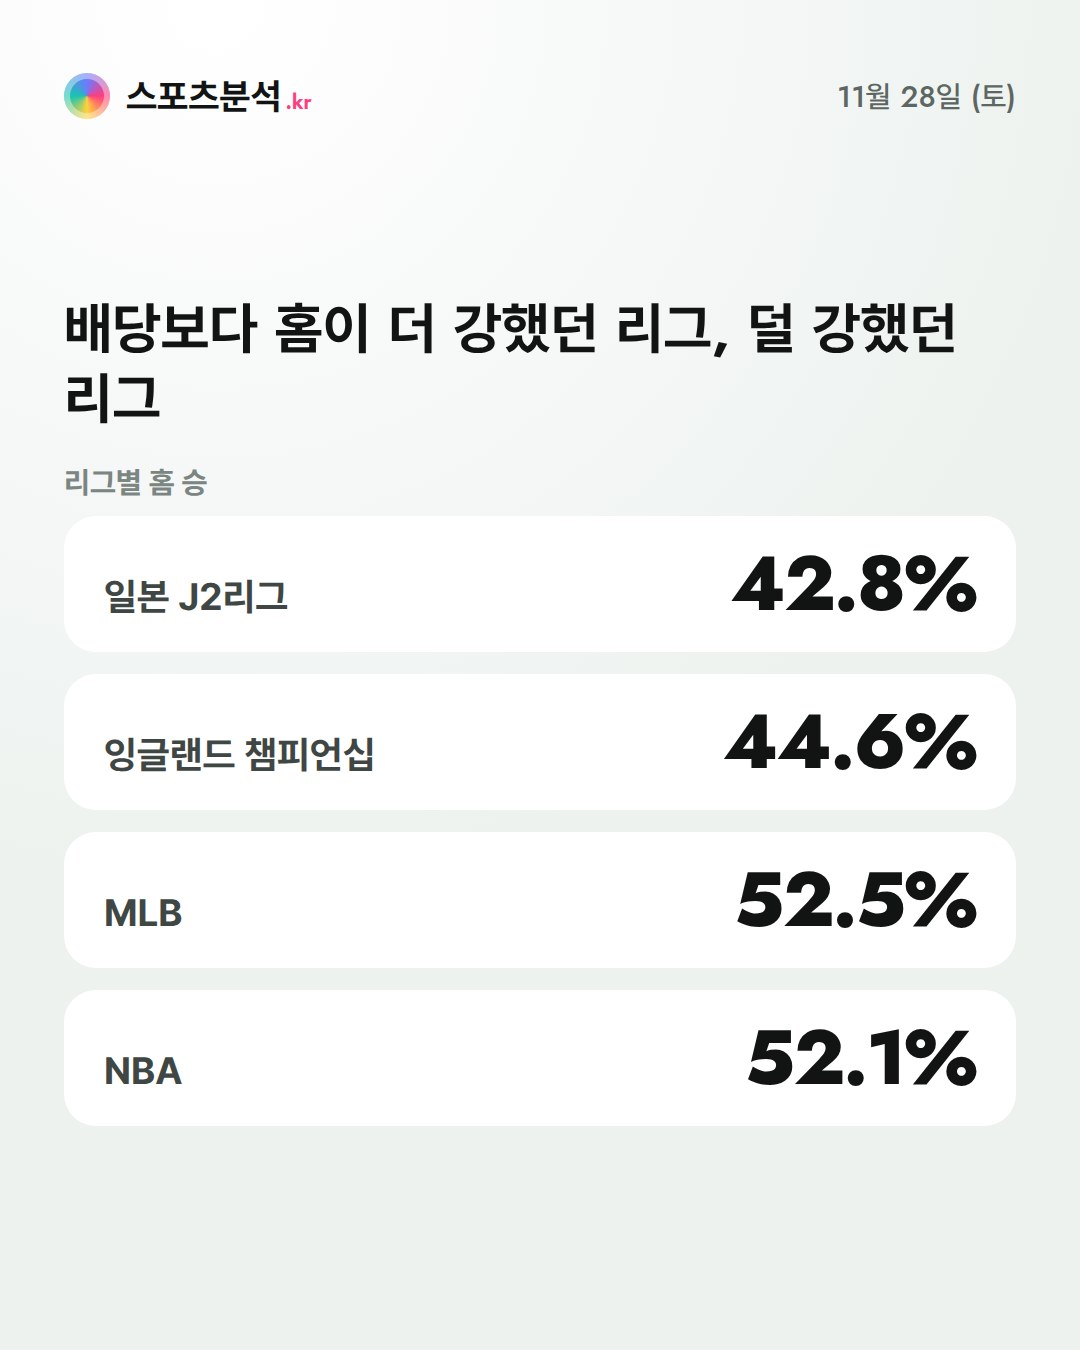 스포츠분석.kr
11월 28일 (토)
배당보다 홈이 더 강했던 리그, 덜 강했던
리그
리그별 홈 승
일본 J2리그 42.8%
잉글랜드 챔피언십 44.6%
MLB 52.5%
NBA 52.1%